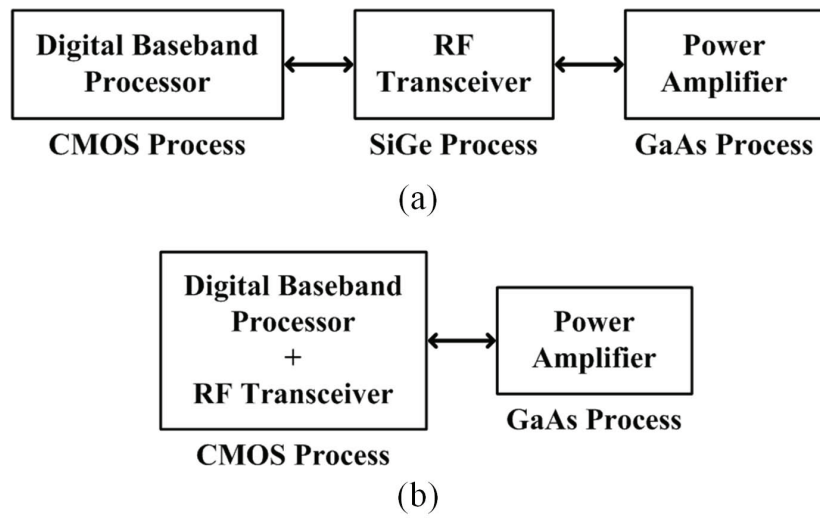 Digital Baseband
Processor
CMOS Process
RF
Transceiver
SiGe Process
Power
Amplifier
GaAs Process
(a)
Digital Baseband
Processor
+
RF Transceiver
CMOS Process
Power
Amplifier
GaAs Process
(b)